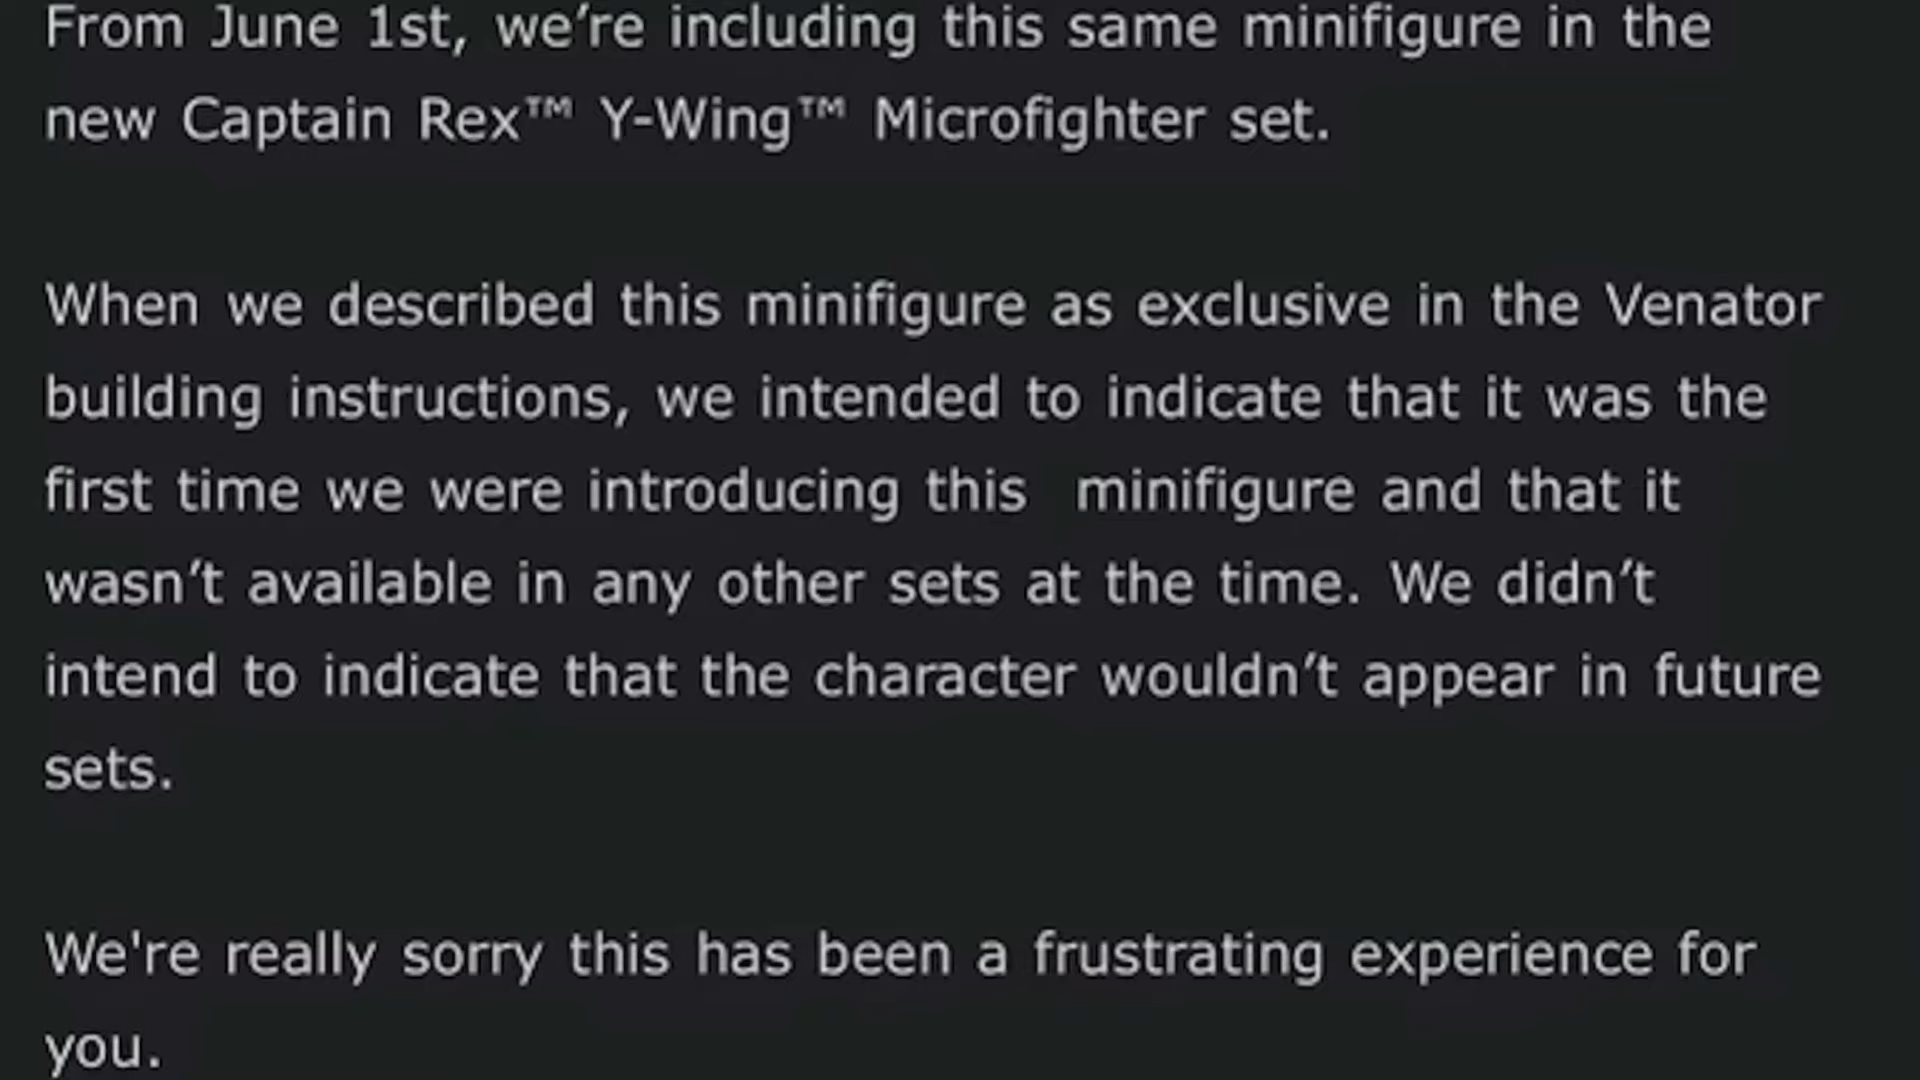 From June 1st, we’re including this same minifigure in the
new Captain Rex™ Y-Wing™ Microfighter set.
When we described this minifigure as exclusive in the Venator
building instructions, we intended to indicate that it was the
first time we were introducing this  minifigure and that it
wasn’t available in any other sets at the time. We didn’t
intend to indicate that the character wouldn’t appear in future
sets.
We're really sorry this has been a frustrating experience for
you.